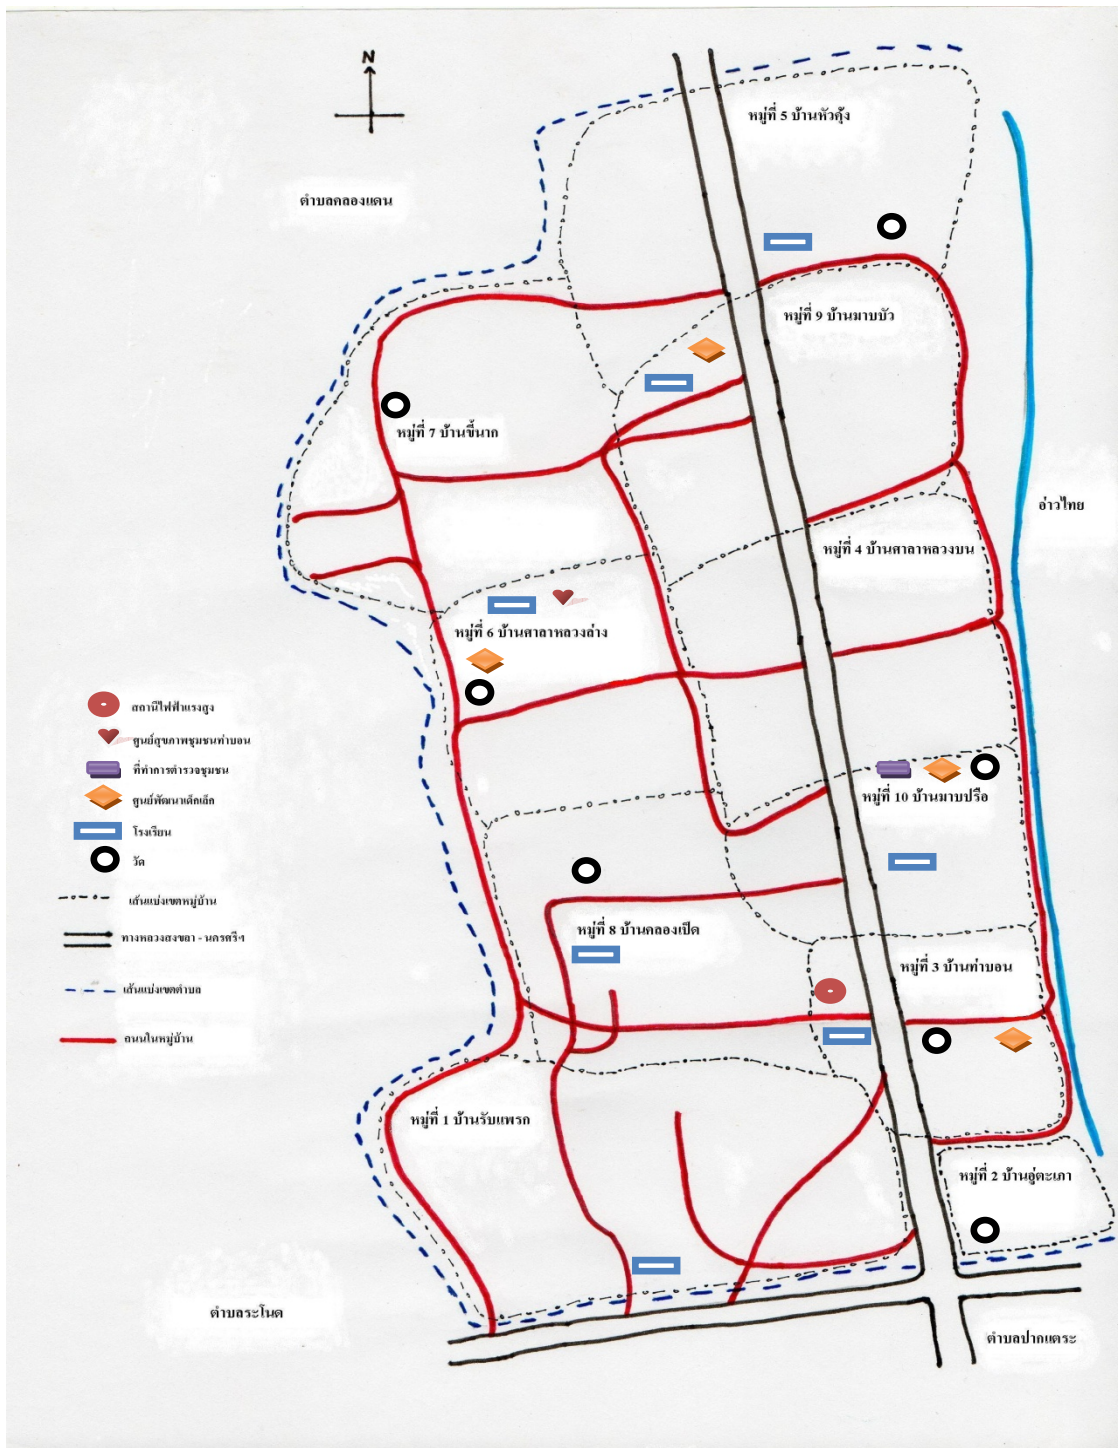 N
หมู่ที่ 5 บ้านหัวคุ้ง
ตำบลคลองแดน
หมู่ที่ 9 บ้านมาบบัว
หมู่ที่ 7 บ้านขี้นาก
อ่าวไทย
หมู่ที่ 4 บ้านศาลาหลวงบน
หมู่ที่ 6 บ้านศาลาหลวงล่าง
สถานีไฟฟ้าแรงสูง
ศูนย์สุขภาพชุมชนท่าบอน
ที่ทำการตำรวจชุมชน
ศูนย์พัฒนาเด็กเล็ก
โรงเรียน
วัด
เส้นแบ่งเขตหมู่บ้าน
ทางหลวงสงขลา - นครศรีฯ
เส้นแบ่งเขตตำบล
ถนนในหมู่บ้าน
หมู่ที่ 10 บ้านมาบปรือ
หมู่ที่ 8 บ้านคลองเป็ด
หมู่ที่ 3 บ้านท่าบอน
หมู่ที่ 1 บ้านรับแพรก
หมู่ที่ 2 บ้านอู่ตะเภา
ตำบลระโนด
ตำบลปากแตระ